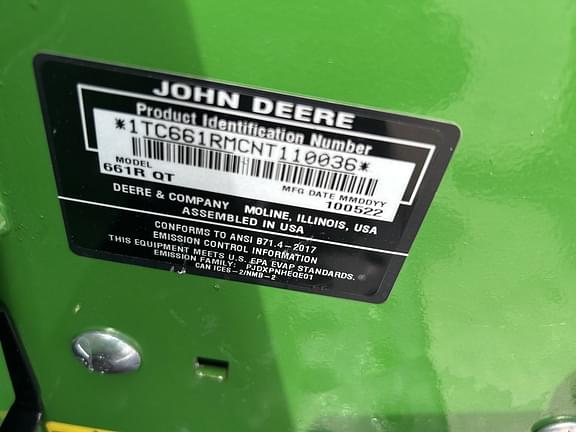 JOHN DEERE
Product Identification Number
*1TC661RMCNT110036*
MODEL
661R QT
MFG DATE MMDDYY
100522
DEERE & COMPANY MOLINE, ILLINOIS, USA
ASSEMBLED IN USA
CONFORMS TO ANSI B71.4-2017
EMISSION CONTROL INFORMATION
THIS EQUIPMENT MEETS U.S. EPA EVAP STANDARDS.
EMISSION FAMILY: PJDXPNHEQE01
CAN ICES-2/NMB-2